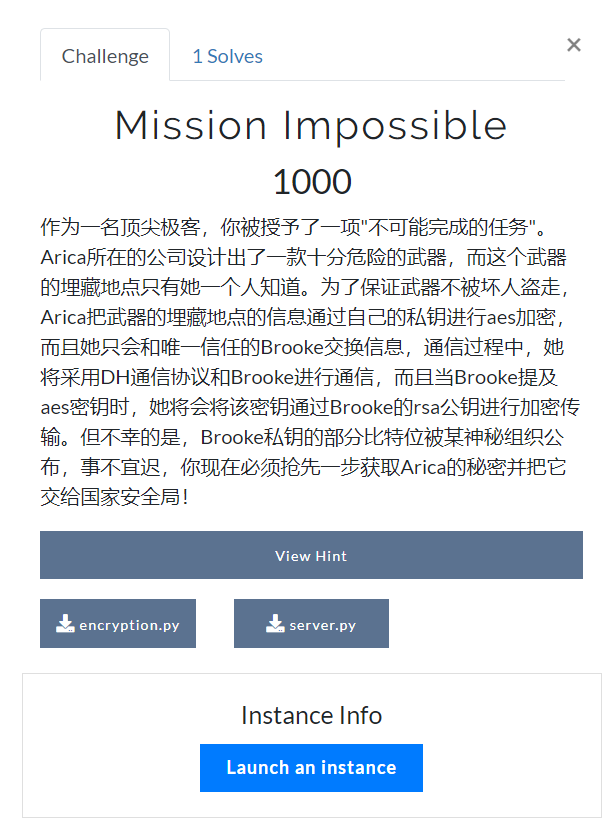 Challenge
1 Solves
×
Mission Impossible
1000
作为一名顶尖极客，你被授予了一项"不可能完成的任务"。
Arica所在的公司设计出了一款十分危险的武器，而这个武器
的埋藏地点只有她一个人知道。为了保证武器不被坏人盗走，
Arica把武器的埋藏地点的信息通过自己的私钥进行aes加密，
而且她只会和唯一信任的Brooke交换信息，通信过程中，她
将采用DH通信协议和Brooke进行通信，而且当Brooke提及
aes密钥时，她将会将该密钥通过Brooke的rsa公钥进行加密传
输。但不幸的是，Brooke私钥的部分比特位被某神秘组织公
布，事不宜迟，你现在必须抢先一步获取Arica的秘密并把它
交给国家安全局！
View Hint
encryption.py
server.py
Instance Info
Launch an instance